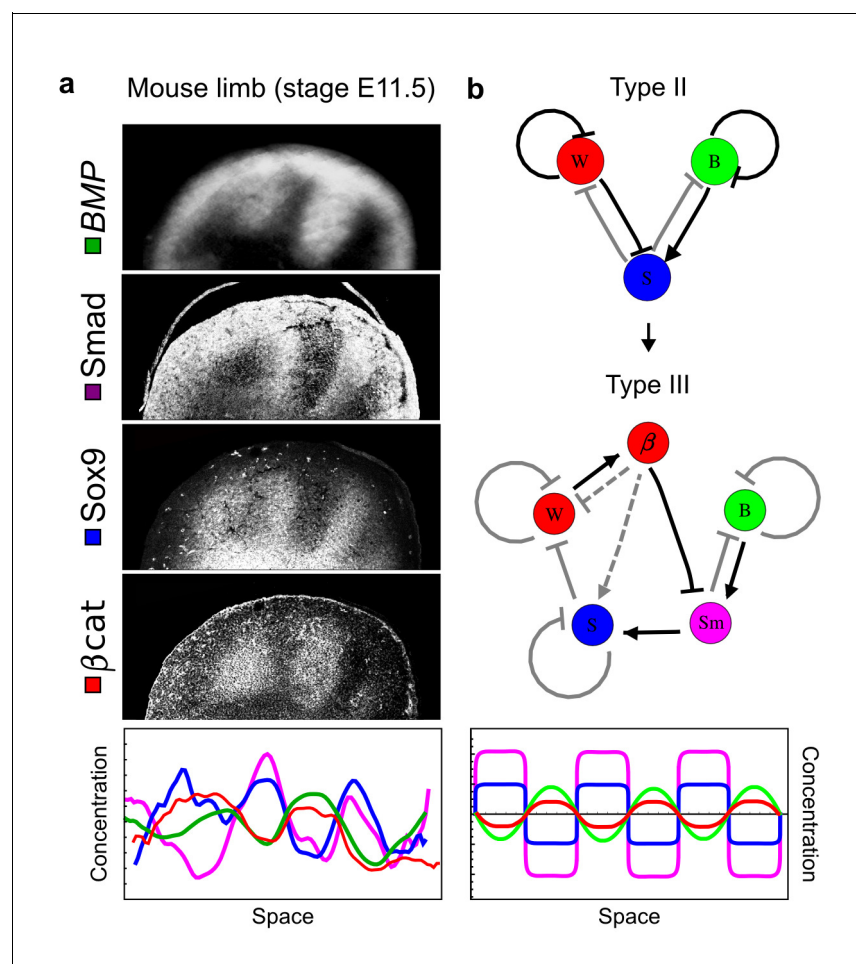 a
Mouse limb (stage E11.5)
BMP
Smad
Sox9
βcat
Concentration
Space
b
Type II
W
B
S
Type III
β
W
B
S
Sm
Concentration
Space